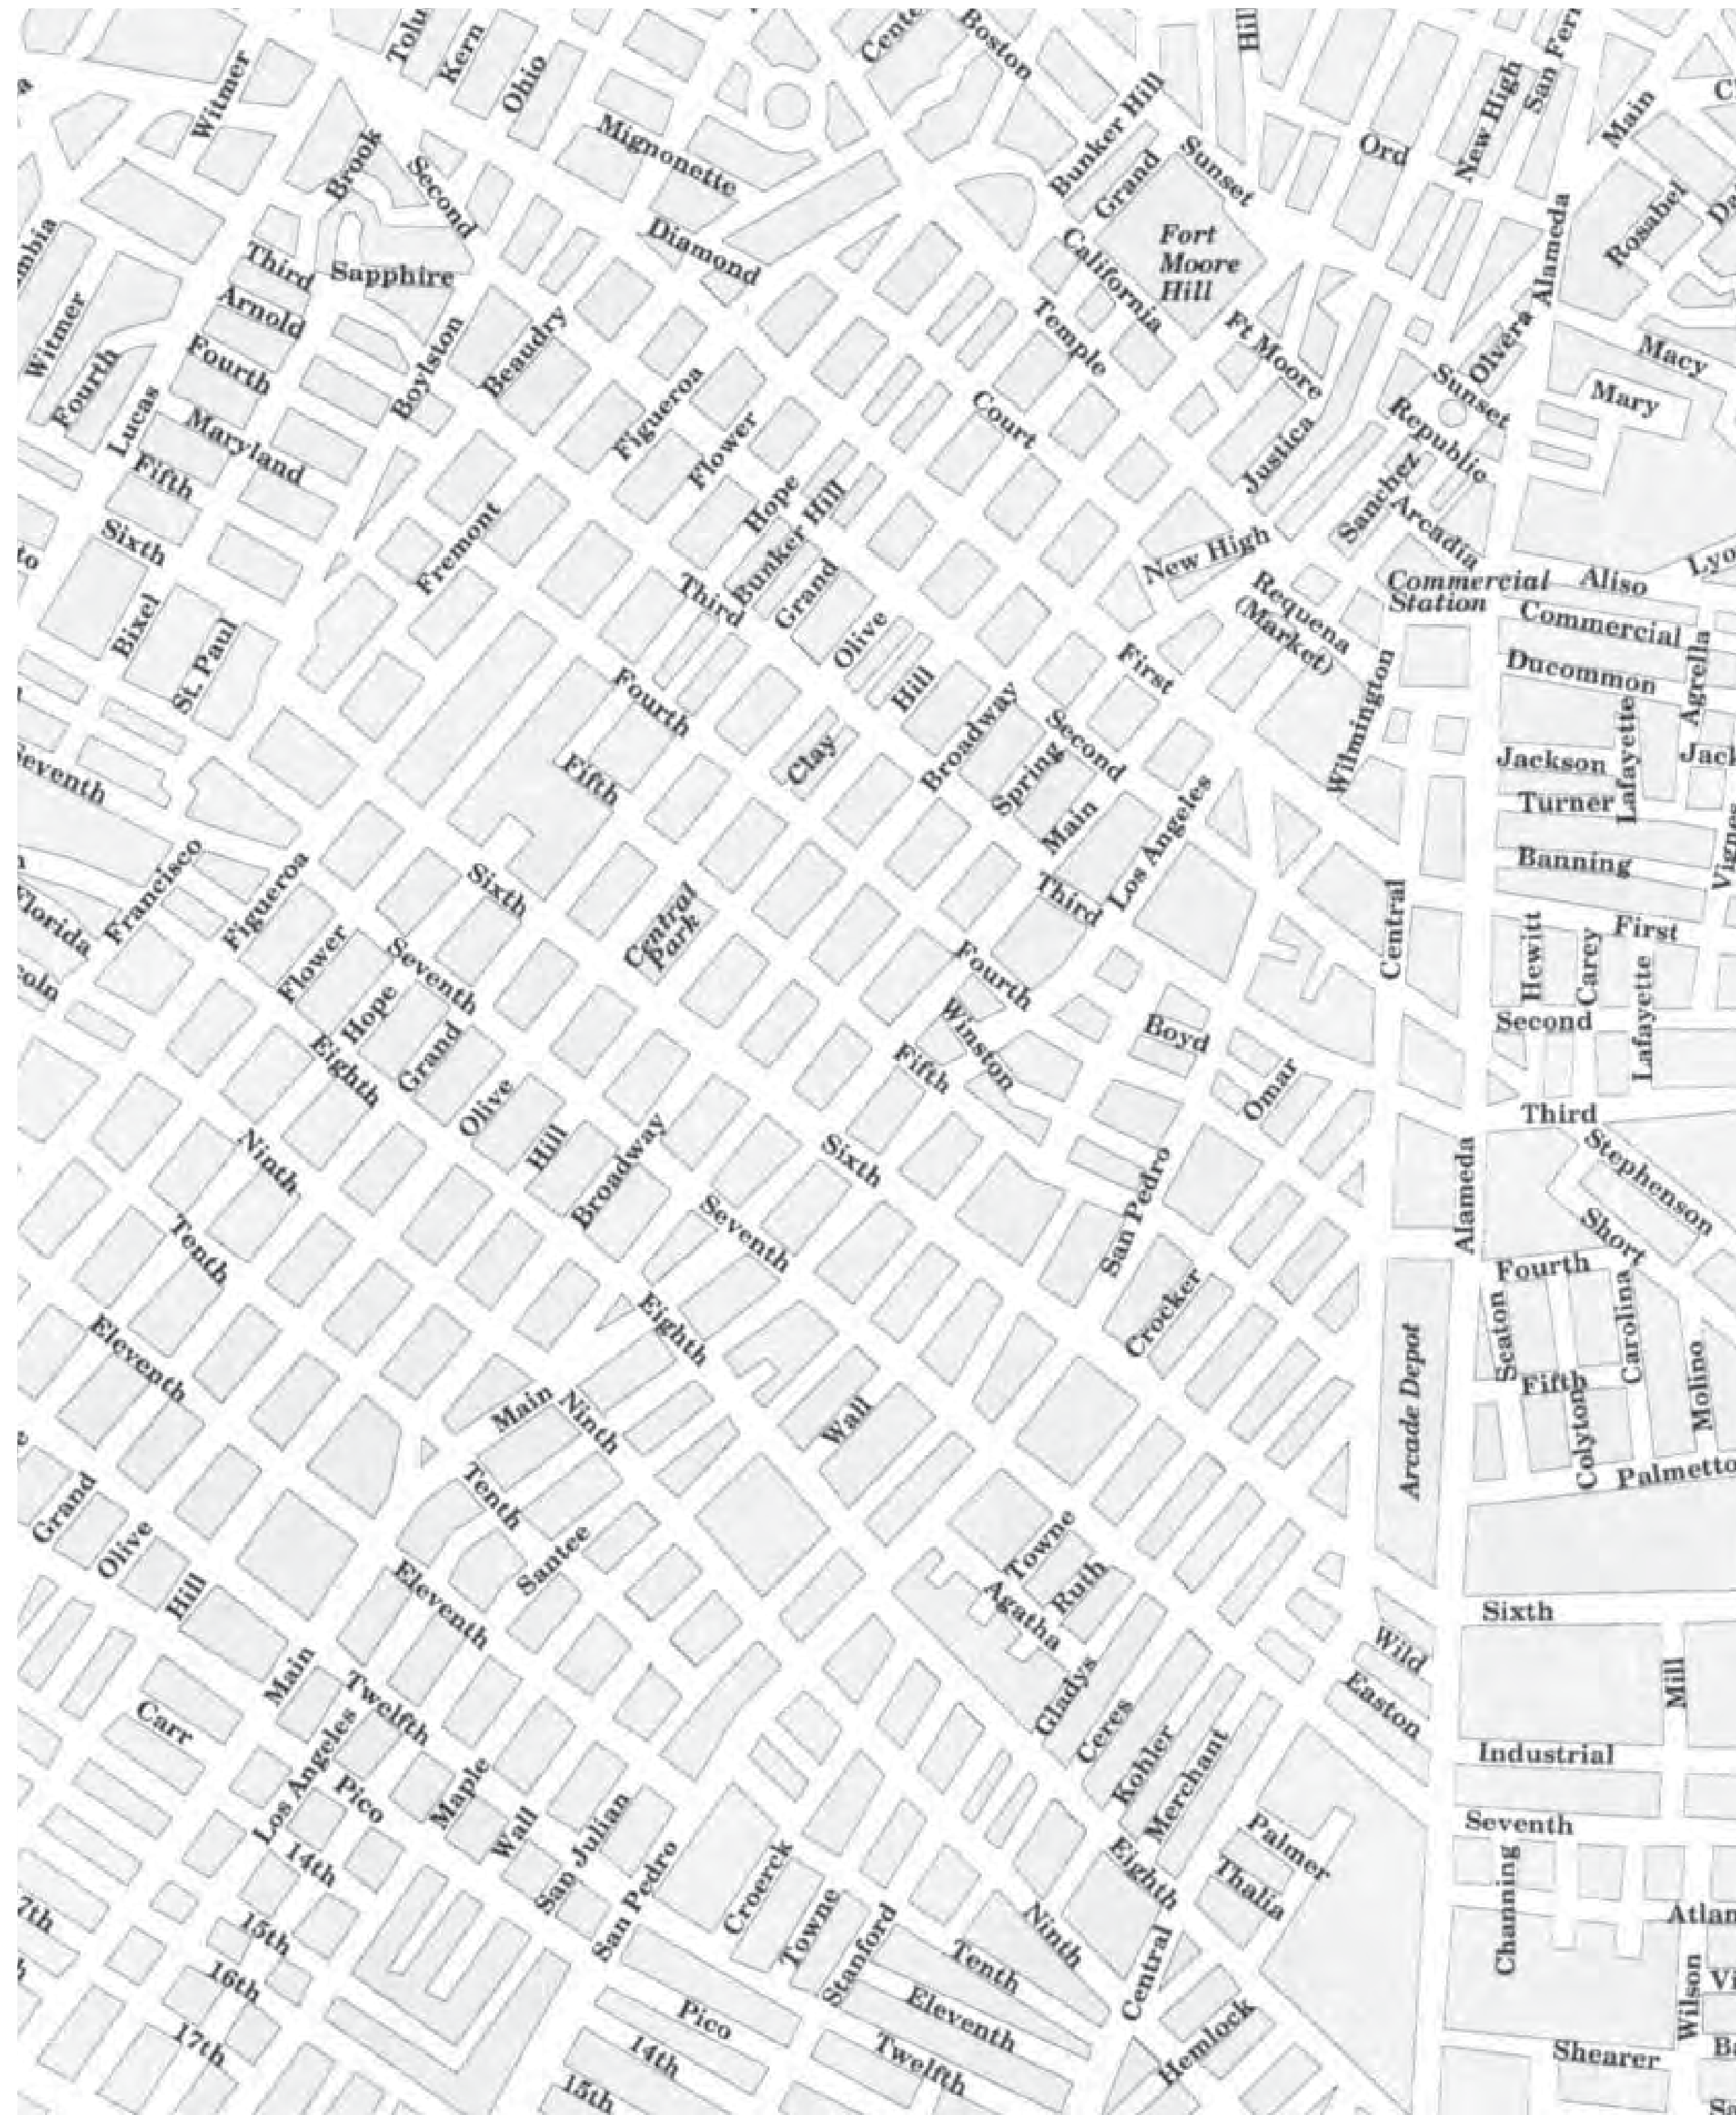 Witmer
Kern
Ohio
Boston
Hill
New High
Main
Bunker Hill
Grand
Sunset
Ord
Brook
Second
Mignonette
Alameda
Rosabel
Fort
Moore
Hill
Diamond
California
Third
Sapphire
Arnold
Witmer
Temple
Ft Moore
Olvera
Macy
Fourth
Fourth
Boylston
Beaudry
Mary
Sunset
Republic
Lucas
Maryland
Figueroa
Flower
Court
Justica
Fifth
Sanchez
Arcadia
Hope
Bunker Hill
Sixth
Fremont
New High
Commercial
Station
Aliso
Third
Grand
Requena
(Market)
Commercial
Bixel
St. Paul
Olive
Hill
First
Wilmington
Ducommon
Agrella
Fourth
Lafayette
Broadway
Second
Spring
Clay
Jackson
Turner
Fifth
Main
Los Angeles
Banning
Francisco
Figueroa
Sixth
Third
Central
First
Central
Park
Florida
Flower
Seventh
Fourth
Hewitt
Carey
Lafayette
Hope
Winston
Boyd
Second
Eighth
Grand
Fifth
Omar
Olive
Third
Stephenson
Ninth
Hill
Broadway
Sixth
San Pedro
Alameda
Seventh
Short
Tenth
Fourth
Crocker
Seaton
Carolina
Eighth
Eleventh
Arcade Depot
Fifth
Molino
Main
Ninth
Wall
Colyton
Palmetto
Tenth
Grand
Olive
Santee
Towne
Ruth
Eleventh
Hill
Agatha
Sixth
Wild
Main
Twelfth
Gladys
Easton
Mill
Carr
Ceres
Los Angeles
Kohler
Merchant
Industrial
Pico
Maple
Wall
San Julian
Palmer
Seventh
14th
Eighth
San Pedro
Croerck
Towne
Thalia
Channing
15th
Stanford
Ninth
Tenth
16th
Central
Eleventh
Wilson
Pico
Hemlock
17th
14th
Twelfth
Shearer
15th